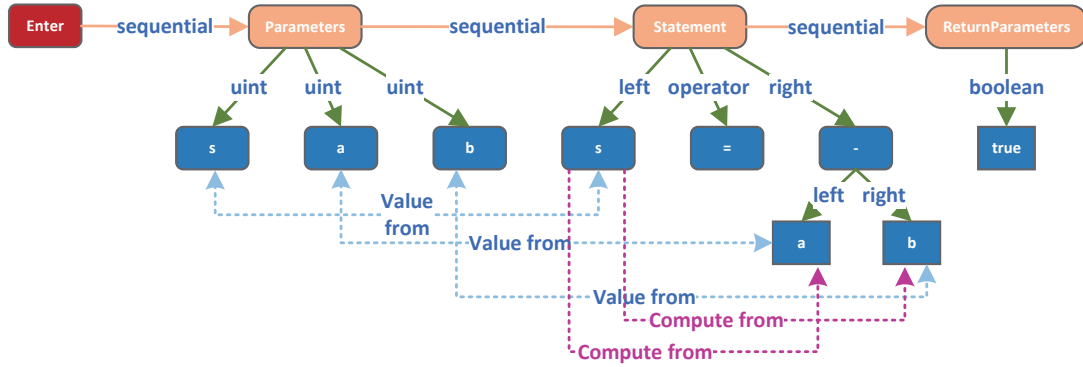 Enter
sequential
Parameters
sequential
Statement
sequential
ReturnParameters
uint
uint
uint
left
operator
right
boolean
s
a
b
s
=
-
true
Value
from
left
right
Value from
a
b
Value from
Compute from
Compute from